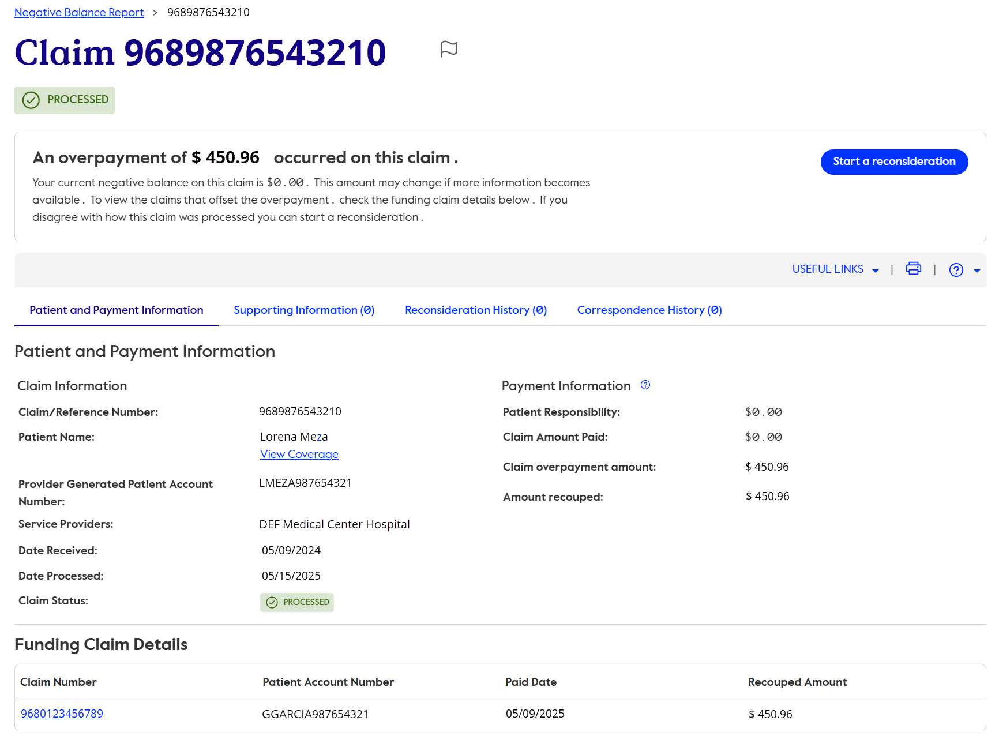 Negative Balance Report > 9689876543210
Claim 9689876543210
PROCESSED
An overpayment of $ 450.96 occurred on this claim .
Start a reconsideration
Your current negative balance on this claim is $0.00. This amount may change if more information becomes
available. To view the claims that offset the overpayment, check the funding claim details below. If you
disagree with how this claim was processed you can start a reconsideration.
USEFUL LINKS | | ?
Patient and Payment Information Supporting Information (0) Reconsideration History (0) Correspondence History (0)
Patient and Payment Information
Claim Information
Claim/Reference Number: 9689876543210
Patient Name: Lorena Meza
View Coverage
Provider Generated Patient Account LMEZA987654321
Number:
Service Providers: DEF Medical Center Hospital
Date Received: 05/09/2024
Date Processed: 05/15/2025
Claim Status: PROCESSED
Payment Information ?
Patient Responsibility: $0.00
Claim Amount Paid: $0.00
Claim overpayment amount: $ 450.96
Amount recouped: $ 450.96
Funding Claim Details
Claim Number Patient Account Number Paid Date Recouped Amount
9680123456789 GGARCIA987654321 05/09/2025 $ 450.96